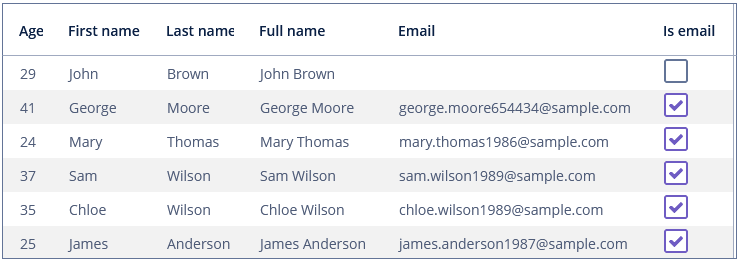 Age First name Last name Full name Email Is email
29 John Brown John Brown
41 George Moore George Moore george.moore654434@sample.com
24 Mary Thomas Mary Thomas mary.thomas1986@sample.com
37 Sam Wilson Sam Wilson sam.wilson1989@sample.com
35 Chloe Wilson Chloe Wilson chloe.wilson1989@sample.com
25 James Anderson James Anderson james.anderson1987@sample.com